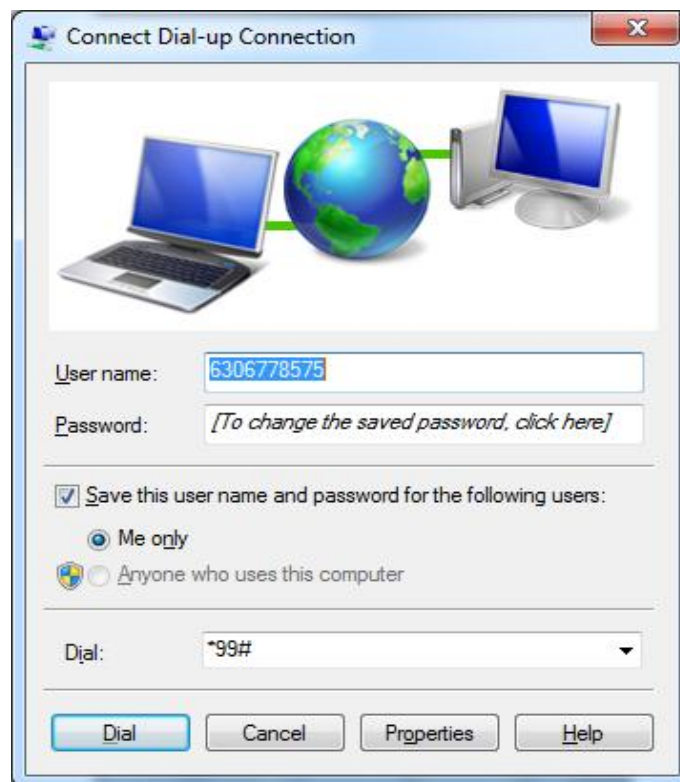 Connect Dial-up Connection
User name: 6306778575
Password: [To change the saved password, click here]
Save this user name and password for the following users:
Me only
Anyone who uses this computer
Dial: *99#
Dial Cancel Properties Help